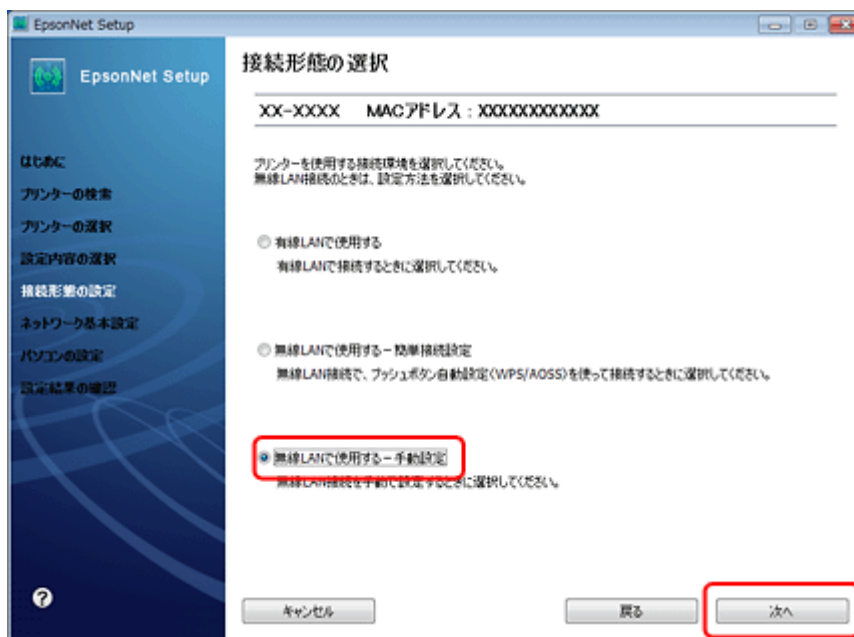 EpsonNet Setup
EpsonNet Setup
はじめに
プリンターの検索
プリンターの選択
設定内容の選択
接続形態の設定
ネットワーク基本設定
パソコンの設定
設定結果の確認
接続形態の選択
XX-XXXX MACアドレス：XXXXXXXXXXXX
プリンターを使用する接続環境を選択してください。
無線LAN接続のときは、設定方法を選択してください。
有線LANで使用する
有線LANで接続するときに選択してください。
無線LANで使用する－簡単接続設定
無線LAN接続で、プッシュボタン自動設定(WPS/AOSS)を使って接続するときに選択してください。
無線LANで使用する－手動設定
無線LAN接続を手動で設定するときに選択してください。
?
キャンセル
戻る
次へ